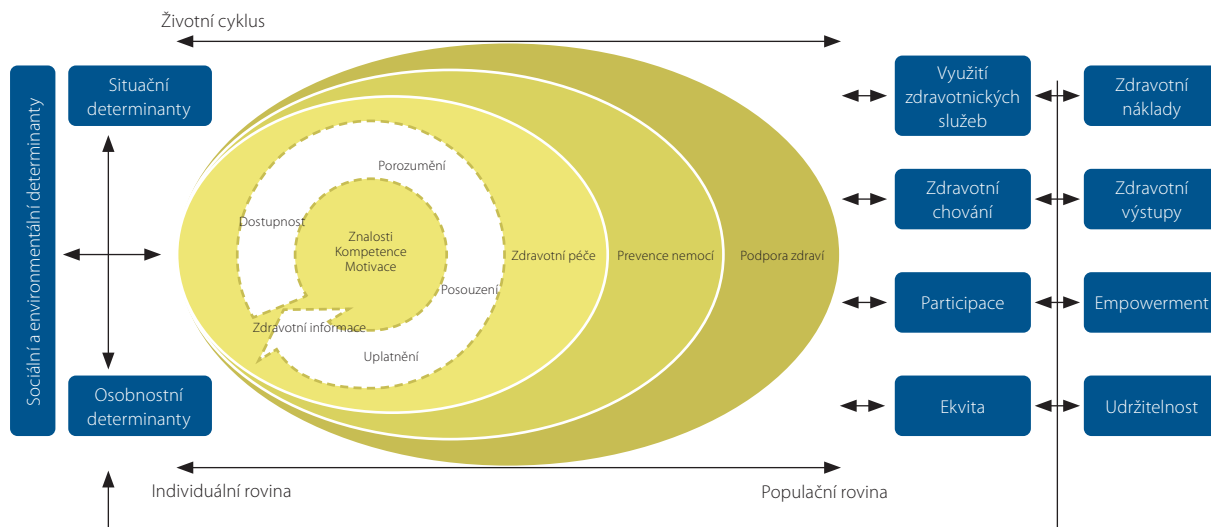 Životní cyklus
Sociální a environmentální determinanty
Situační
determinanty
Osobnostní
determinanty
Porozumění
Dostupnost
Znalosti
Kompetence
Motivace
Posouzení
Zdravotní informace
Uplatnění
Zdravotní péče
Prevence nemocí
Podpora zdraví
Využití
zdravotnických
služeb
Zdravotní
náklady
Zdravotní
chování
Zdravotní
výstupy
Participace
Empowerment
Ekvita
Udržitelnost
Individuální rovina
Populační rovina